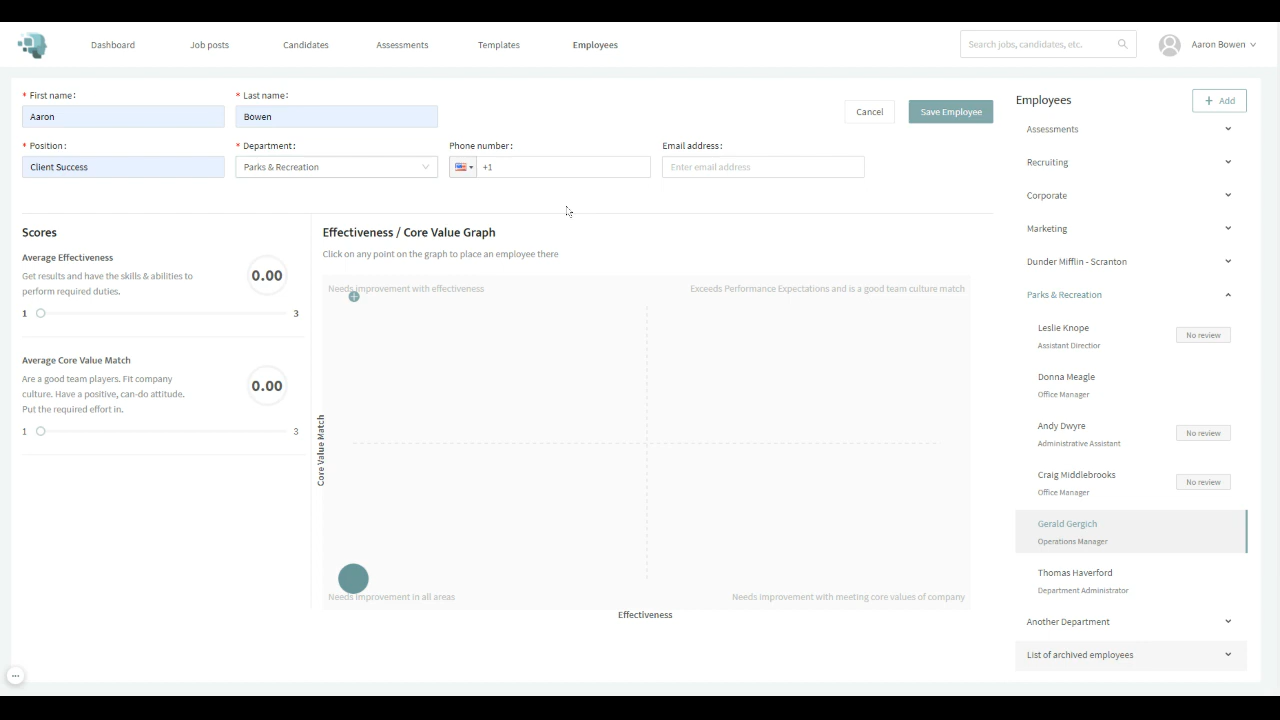 Dashboard
Job posts
Candidates
Assessments
Templates
Employees
Search jobs, candidates, etc.
Aaron Bowen
* First name:
* Last name:
Aaron
Bowen
Cancel
Save Employee
* Position:
* Department:
Phone number:
Email address:
Client Success
Parks & Recreation
+1
Enter email address
Scores
Average Effectiveness
Get results and have the skills & abilities to
perform required duties.
0.00
1
3
Average Core Value Match
Are a good team players. Fit company
culture. Have a positive, can-do attitude.
Put the required effort in.
0.00
1
3
Effectiveness / Core Value Graph
Click on any point on the graph to place an employee there
Needs improvement with effectiveness
Exceeds Performance Expectations and is a good team culture match
Core Value Match
Needs improvement in all areas
Needs improvement with meeting core values of company
Effectiveness
Employees
+ Add
Assessments
Recruiting
Corporate
Marketing
Dunder Mifflin - Scranton
Parks & Recreation
Leslie Knope
Assistant Directior
No review
Donna Meagle
Office Manager
Andy Dwyre
Administrative Assistant
No review
Craig Middlebrooks
Office Manager
No review
Gerald Gergich
Operations Manager
Thomas Haverford
Department Administrator
Another Department
List of archived employees